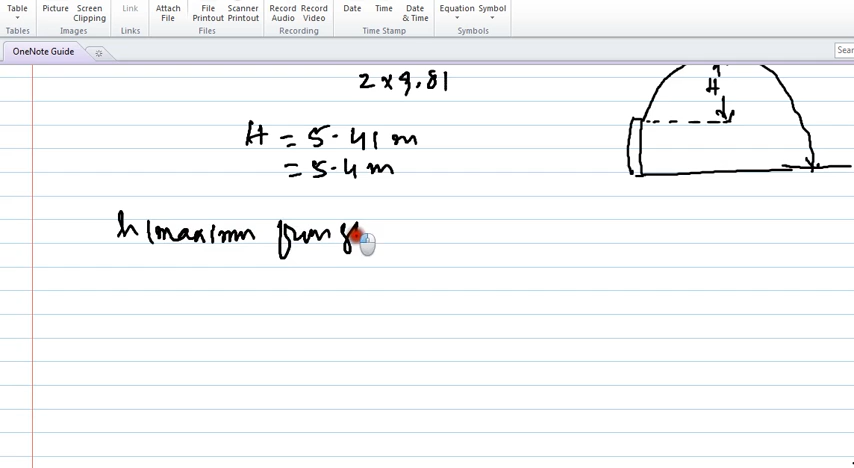 Table Picture Screen Clipping Link Attach File File Printout Scanner Printout Record Audio Record Video Date Time Date & Time Equation Symbol
Tables Images Links Files Recording Time Stamp Symbols
OneNote Guide Sear
2 × 9.81
H
H = 5.41 m
= 5.4 m
h (maximum from g